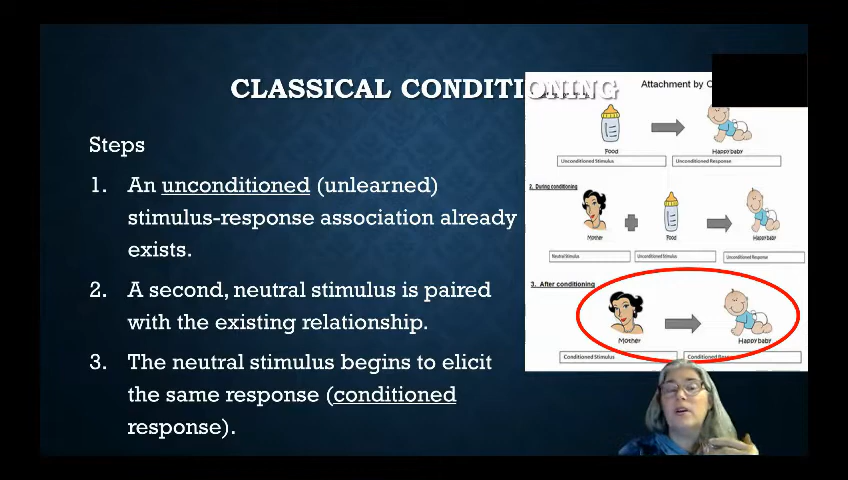 CLASSICAL CONDITIONING
Steps
1. An unconditioned (unlearned)
stimulus-response association already
exists.
2. A second, neutral stimulus is paired
with the existing relationship.
3. The neutral stimulus begins to elicit
the same response (conditioned
response).
Attachment by
Food
Happy baby
Unconditioned Stimulus
Unconditioned Response
2. During conditioning
Mother
Food
Happy baby
Neutral Stimulus
Unconditioned Stimulus
Unconditioned Response
3. After conditioning
Mother
Happy baby
Conditioned Stimulus
Conditioned